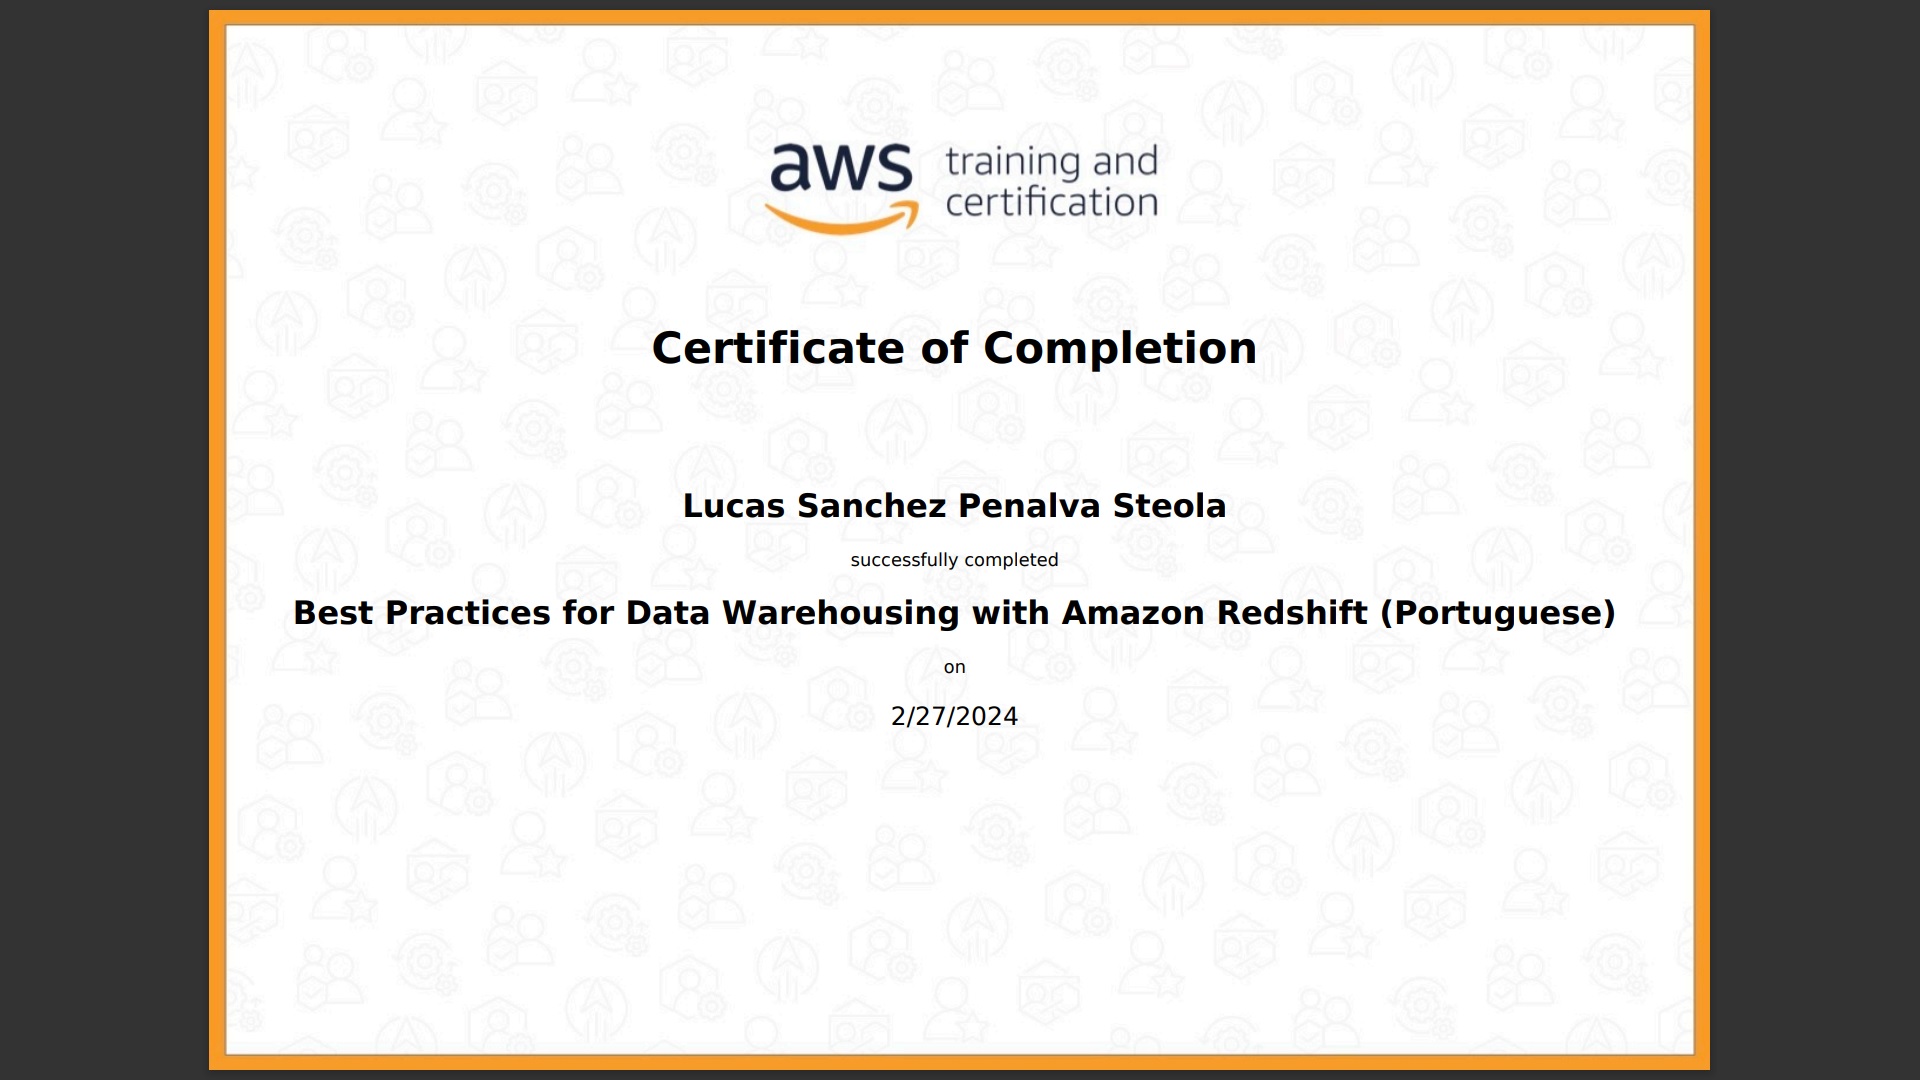 aws training and
certification
Certificate of Completion
Lucas Sanchez Penalva Steola
successfully completed
Best Practices for Data Warehousing with Amazon Redshift (Portuguese)
on
2/27/2024